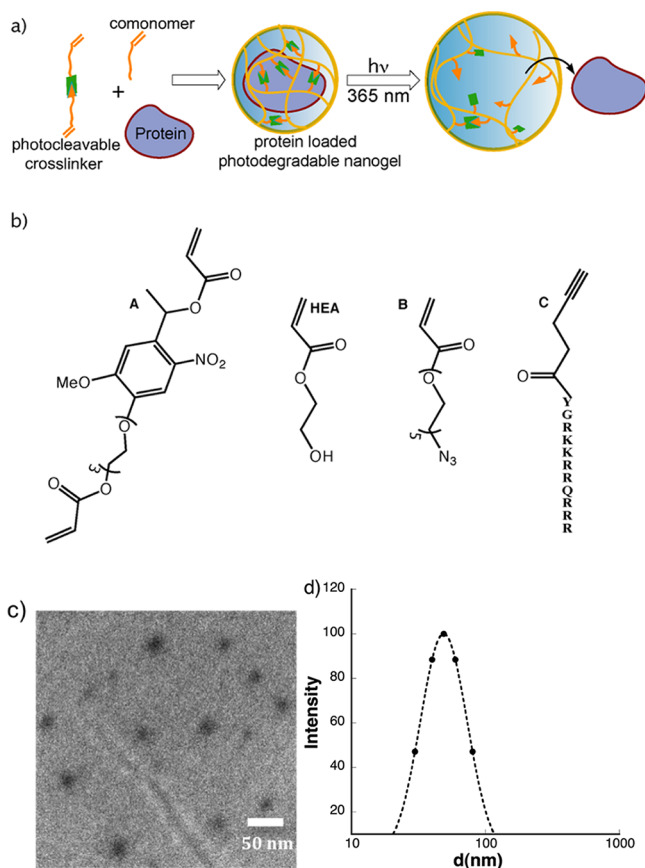 a)
comonomer
+
Protein
photocleavable
crosslinker
protein loaded
photodegradable nanogel
hν
365 nm
b)
A
O
O
NO2
MeO
O
3
O
O
HEA
O
O
OH
B
O
O
5
N3
C
O
Y
G
R
K
K
R
R
Q
R
R
R
c)
50 nm
d)
120
100
80
60
40
20
Intensity
10
100
1000
d(nm)